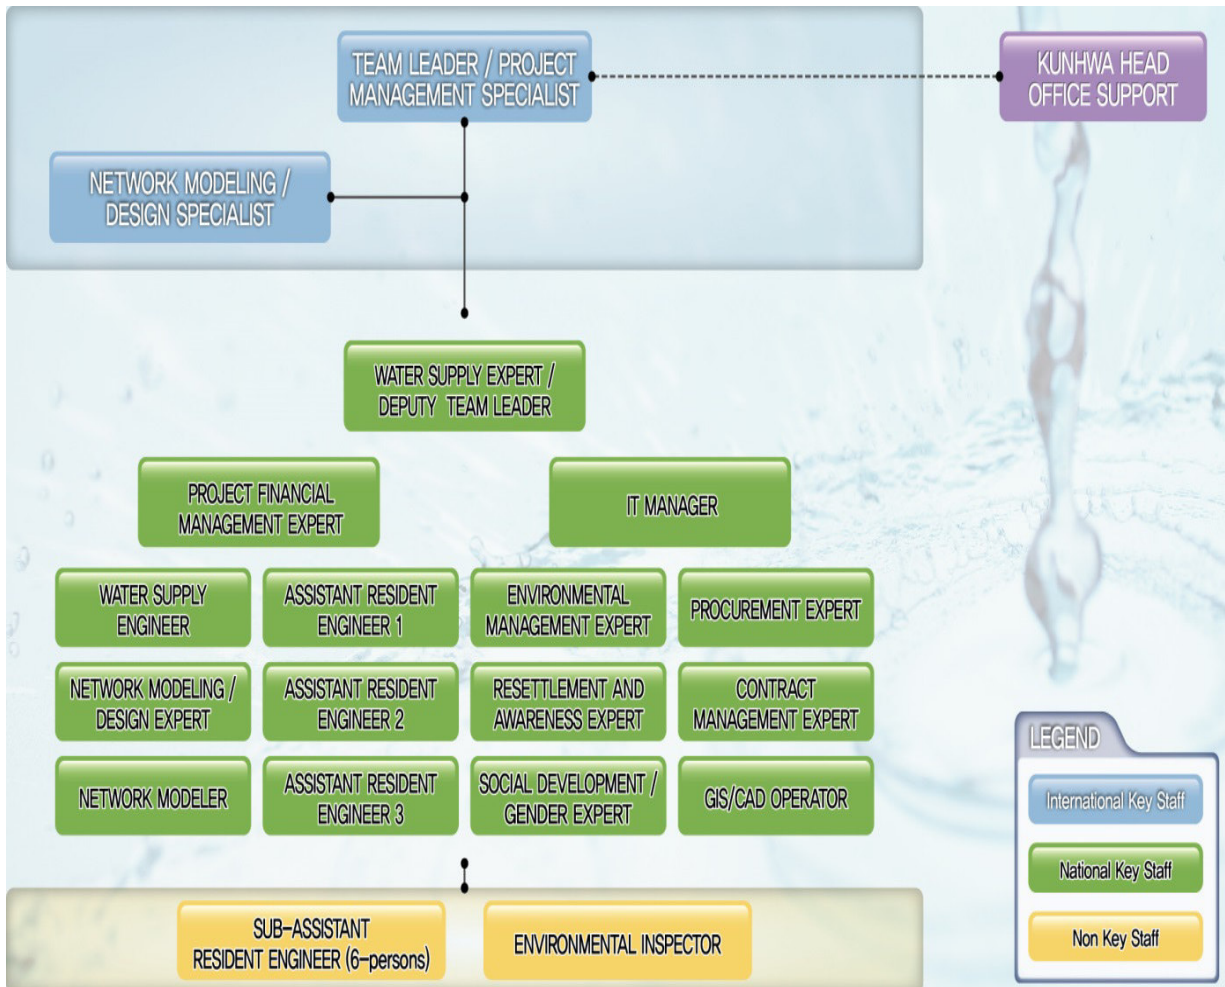 TEAM LEADER / PROJECT
MANAGEMENT SPECIALIST
KUNHWA HEAD
OFFICE SUPPORT
NETWORK MODELING /
DESIGN SPECIALIST
WATER SUPPLY EXPERT /
DEPUTY TEAM LEADER
PROJECT FINANCIAL
MANAGEMENT EXPERT
IT MANAGER
WATER SUPPLY
ENGINEER
ASSISTANT RESIDENT
ENGINEER 1
ENVIRONMENTAL
MANAGEMENT EXPERT
PROCUREMENT EXPERT
NETWORK MODELING /
DESIGN EXPERT
ASSISTANT RESIDENT
ENGINEER 2
RESETTLEMENT AND
AWARENESS EXPERT
CONTRACT
MANAGEMENT EXPERT
NETWORK MODELER
ASSISTANT RESIDENT
ENGINEER 3
SOCIAL DEVELOPMENT /
GENDER EXPERT
GIS/CAD OPERATOR
SUB-ASSISTANT
RESIDENT ENGINEER (6-persons)
ENVIRONMENTAL INSPECTOR
LEGEND
International Key Staff
National Key Staff
Non Key Staff